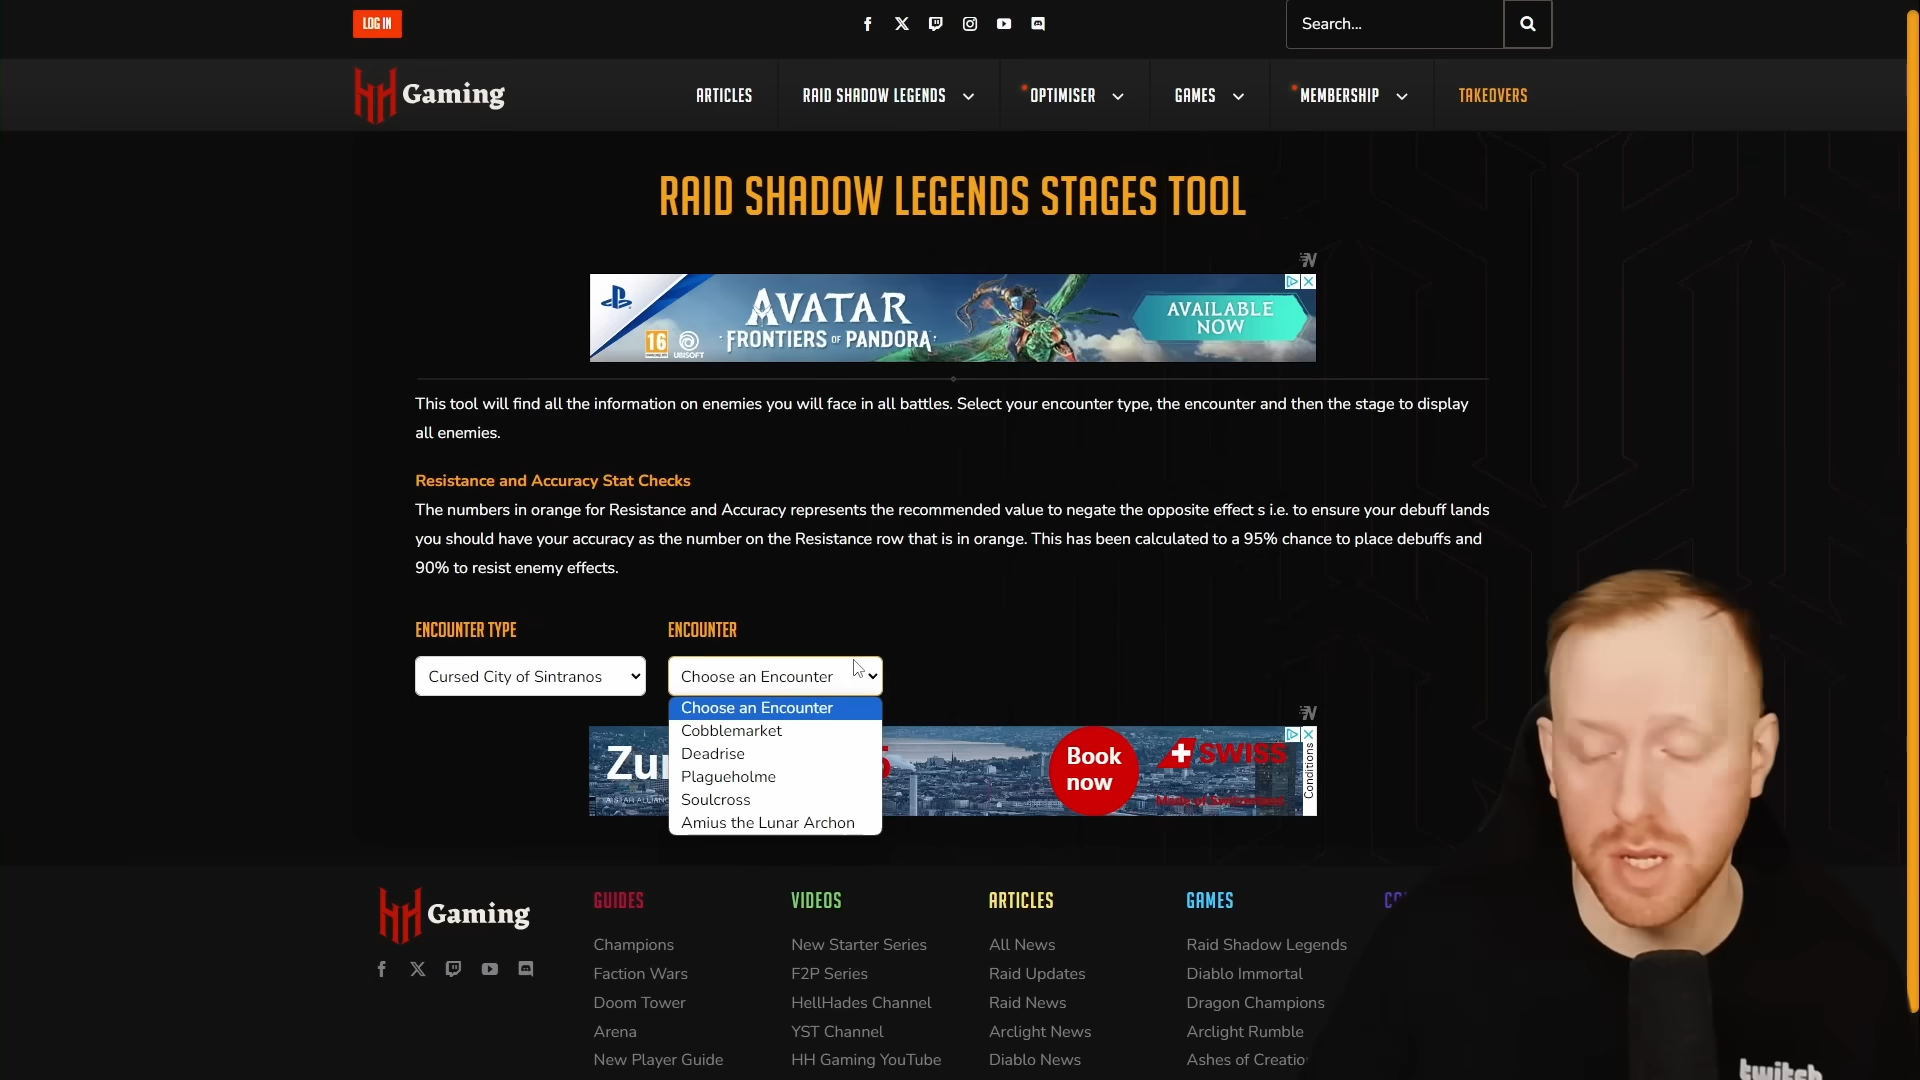 LOG IN
Search...
HH Gaming
ARTICLES
RAID SHADOW LEGENDS
OPTIMISER
GAMES
MEMBERSHIP
TAKEOVERS
RAID SHADOW LEGENDS STAGES TOOL
AVATAR
FRONTIERS OF PANDORA
16
UBISOFT
AVAILABLE
NOW
This tool will find all the information on enemies you will face in all battles. Select your encounter type, the encounter and then the stage to display
all enemies.
Resistance and Accuracy Stat Checks
The numbers in orange for Resistance and Accuracy represents the recommended value to negate the opposite effect s i.e. to ensure your debuff lands
you should have your accuracy as the number on the Resistance row that is in orange. This has been calculated to a 95% chance to place debuffs and
90% to resist enemy effects.
ENCOUNTER TYPE
ENCOUNTER
Cursed City of Sintranos
Choose an Encounter
Choose an Encounter
Cobblemarket
Deadrise
Plagueholme
Soulcross
Amius the Lunar Archon
Book
now
SWISS
Made of Switzerland
Conditions
HH Gaming
GUIDES
Champions
Faction Wars
Doom Tower
Arena
New Player Guide
VIDEOS
New Starter Series
F2P Series
HellHades Channel
YST Channel
HH Gaming YouTube
ARTICLES
All News
Raid Updates
Raid News
Arclight News
Diablo News
GAMES
Raid Shadow Legends
Diablo Immortal
Dragon Champions
Arclight Rumble
twitch